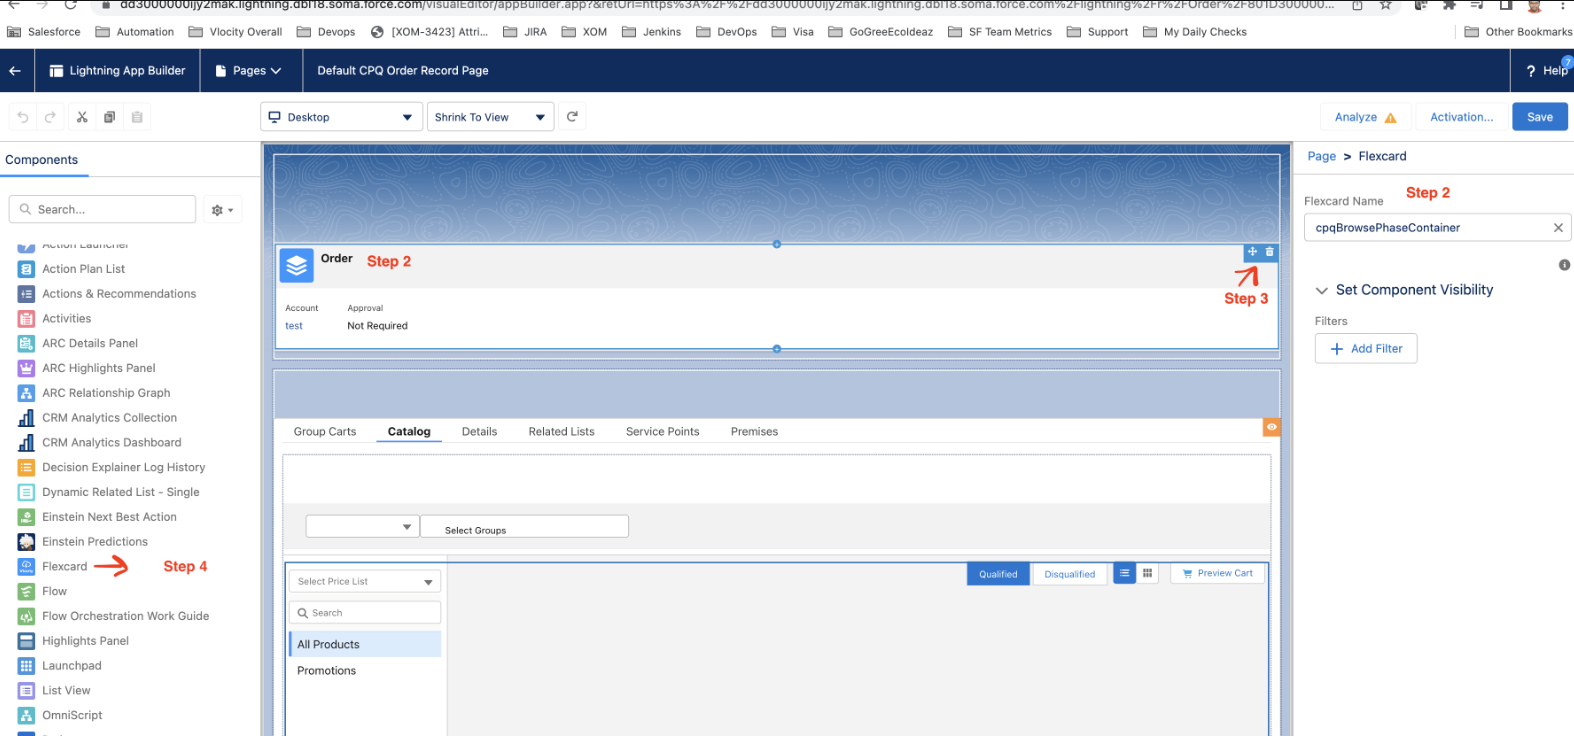 dd3000000ijy2mak.lightning.dbl18.soma.force.com/visualEditor/appBuilder.app?&retUrl=https%3A%2F%2Fdd3000000ijy2mak.lightning.dbl18.soma.force.com%2Flightning%2Fr%2FOrder%2F801D300000...
Salesforce Automation Vlocity Overall Devops [XOM-3423] Attri... JIRA XOM Jenkins DevOps Visa GoGreeEcoIdeaz SF Team Metrics Support My Daily Checks Other Bookmarks
Lightning App Builder Pages Default CPQ Order Record Page ? Help 7
Desktop Shrink To View Analyze Activation... Save
Components
Search...
Action Launcher
Action Plan List
Actions & Recommendations
Activities
ARC Details Panel
ARC Highlights Panel
ARC Relationship Graph
CRM Analytics Collection
CRM Analytics Dashboard
Decision Explainer Log History
Dynamic Related List - Single
Einstein Next Best Action
Einstein Predictions
Flexcard Step 4
Flow
Flow Orchestration Work Guide
Highlights Panel
Launchpad
List View
OmniScript
Order Step 2
Step 3
Account Approval
test Not Required
Group Carts Catalog Details Related Lists Service Points Premises
Select Groups
Select Price List Qualified Disqualified Preview Cart
Search
All Products
Promotions
Page > Flexcard
Step 2
Flexcard Name
cpqBrowsePhaseContainer
Set Component Visibility
Filters
+ Add Filter